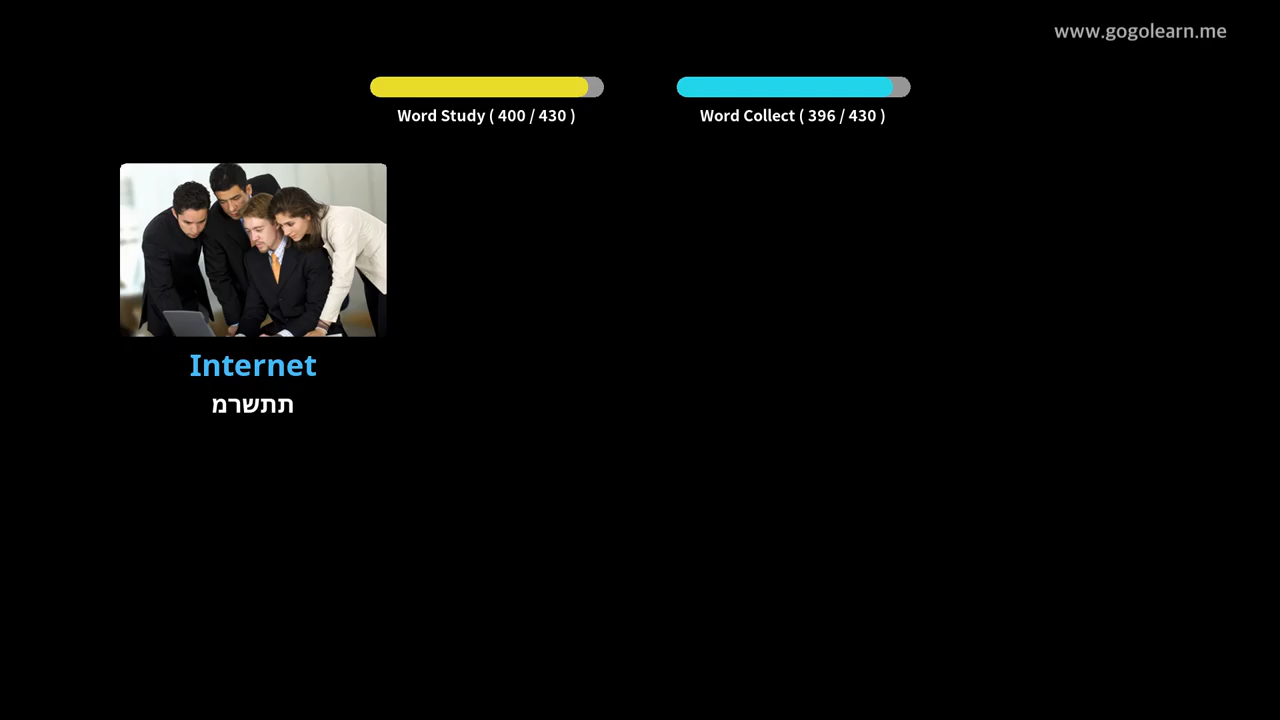 www.gogolearn.me
Word Study ( 400 / 430 )
Word Collect ( 396 / 430 )
Internet
תתשרמ